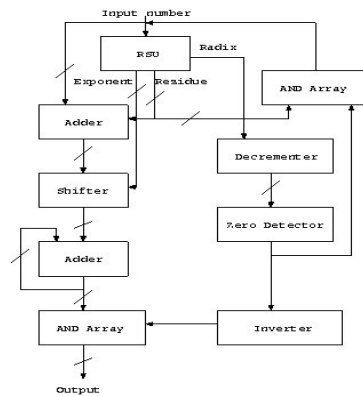 Input number
RSU
Radix
Exponent Residue
AND Array
Adder
Decrementer
Shifter
Zero Detector
Adder
AND Array
Inverter
Output